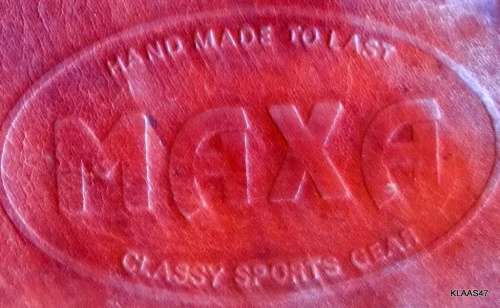 HAND MADE TO LAST
MAXA
CLASSY SPORTS GEAR
KLAAS47